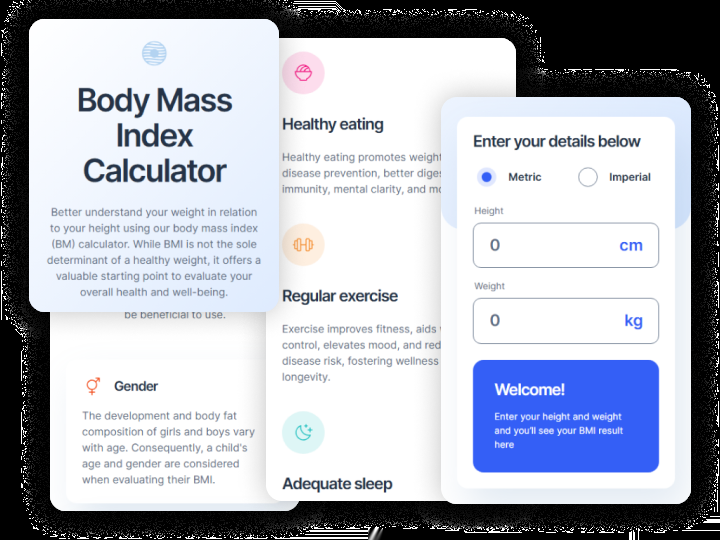 Body Mass
Index
Calculator
Better understand your weight in relation
to your height using our body mass index
(BM) calculator. While BMI is not the sole
determinant of a healthy weight, it offers a
valuable starting point to evaluate your
overall health and well-being.
be beneficial to use.
Gender
The development and body fat
composition of girls and boys vary
with age. Consequently, a child's
age and gender are considered
when evaluating their BMI.
Healthy eating
Healthy eating promotes weight
disease prevention, better diges
immunity, mental clarity, and mo
Regular exercise
Exercise improves fitness, aids
control, elevates mood, and red
disease risk, fostering wellness
longevity.
Adequate sleep
Enter your details below
Metric
Imperial
Height
0 cm
Weight
0 kg
Welcome!
Enter your height and weight
and you'll see your BMI result
here